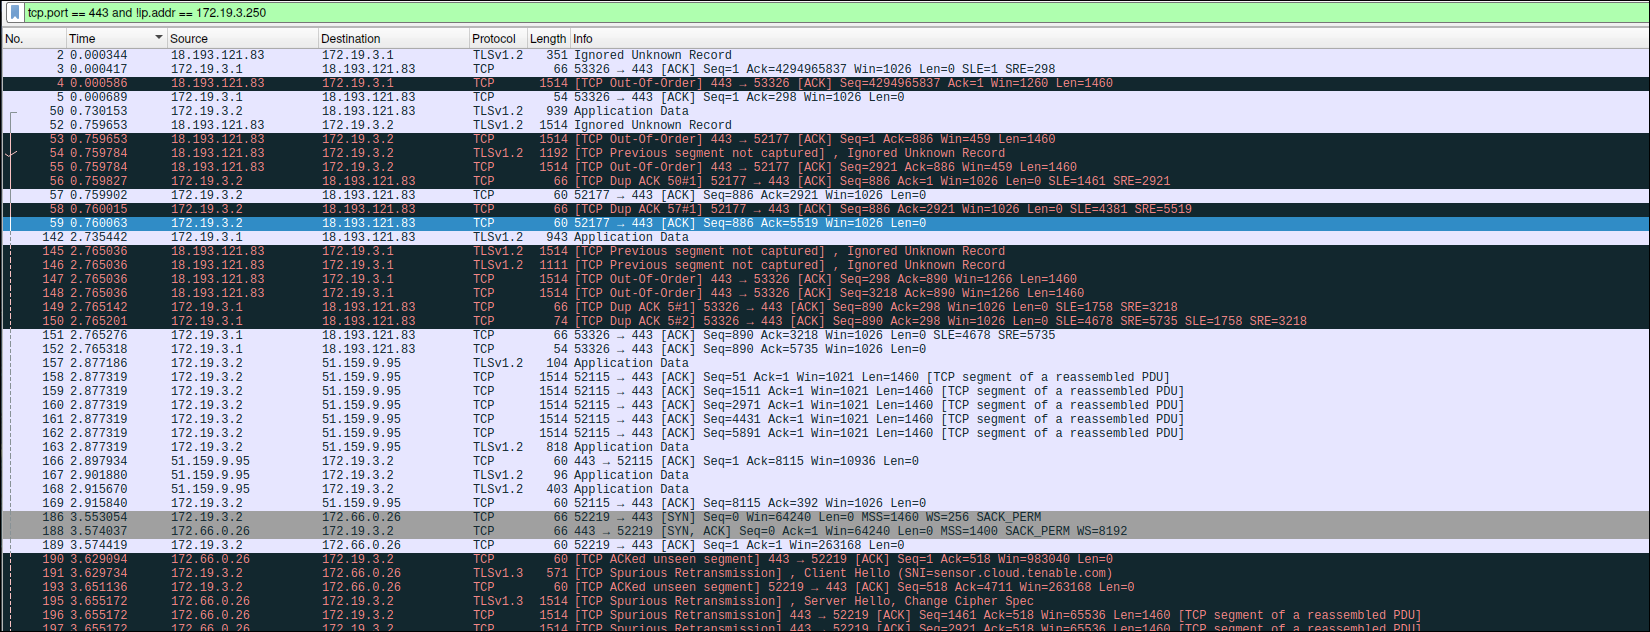 tcp.port == 443 and !ip.addr == 172.19.3.250
No. Time Source Destination Protocol Length Info
2 0.000344 18.193.121.83 172.19.3.1 TLSv1.2 351 Ignored Unknown Record
3 0.000417 172.19.3.1 18.193.121.83 TCP 66 53326 → 443 [ACK] Seq=1 Ack=4294965837 Win=1026 Len=0 SLE=1 SRE=298
4 0.000586 18.193.121.83 172.19.3.1 TCP 1514 [TCP Out-Of-Order] 443 → 53326 [ACK] Seq=4294965837 Ack=1 Win=1260 Len=1460
5 0.000689 172.19.3.1 18.193.121.83 TCP 54 53326 → 443 [ACK] Seq=1 Ack=298 Win=1026 Len=0
50 0.730153 172.19.3.2 18.193.121.83 TLSv1.2 939 Application Data
52 0.759653 18.193.121.83 172.19.3.2 TLSv1.2 1514 Ignored Unknown Record
53 0.759653 18.193.121.83 172.19.3.2 TCP 1514 [TCP Out-Of-Order] 443 → 52177 [ACK] Seq=1 Ack=886 Win=459 Len=1460
54 0.759784 18.193.121.83 172.19.3.2 TLSv1.2 1192 [TCP Previous segment not captured] , Ignored Unknown Record
55 0.759784 18.193.121.83 172.19.3.2 TCP 1514 [TCP Out-Of-Order] 443 → 52177 [ACK] Seq=2921 Ack=886 Win=459 Len=1460
56 0.759827 172.19.3.2 18.193.121.83 TCP 66 [TCP Dup ACK 50#1] 52177 → 443 [ACK] Seq=886 Ack=1 Win=1026 Len=0 SLE=1461 SRE=2921
57 0.759902 172.19.3.2 18.193.121.83 TCP 60 52177 → 443 [ACK] Seq=886 Ack=2921 Win=1026 Len=0
58 0.760015 172.19.3.2 18.193.121.83 TCP 66 [TCP Dup ACK 57#1] 52177 → 443 [ACK] Seq=886 Ack=2921 Win=1026 Len=0 SLE=4381 SRE=5519
59 0.760063 172.19.3.2 18.193.121.83 TCP 60 52177 → 443 [ACK] Seq=886 Ack=5519 Win=1026 Len=0
142 2.735442 172.19.3.1 18.193.121.83 TLSv1.2 943 Application Data
145 2.765036 18.193.121.83 172.19.3.1 TLSv1.2 1514 [TCP Previous segment not captured] , Ignored Unknown Record
146 2.765036 18.193.121.83 172.19.3.1 TLSv1.2 1111 [TCP Previous segment not captured] , Ignored Unknown Record
147 2.765036 18.193.121.83 172.19.3.1 TCP 1514 [TCP Out-Of-Order] 443 → 53326 [ACK] Seq=298 Ack=890 Win=1266 Len=1460
148 2.765036 18.193.121.83 172.19.3.1 TCP 1514 [TCP Out-Of-Order] 443 → 53326 [ACK] Seq=3218 Ack=890 Win=1266 Len=1460
149 2.765142 172.19.3.1 18.193.121.83 TCP 66 [TCP Dup ACK 5#1] 53326 → 443 [ACK] Seq=890 Ack=298 Win=1026 Len=0 SLE=1758 SRE=3218
150 2.765201 172.19.3.1 18.193.121.83 TCP 74 [TCP Dup ACK 5#2] 53326 → 443 [ACK] Seq=890 Ack=298 Win=1026 Len=0 SLE=4678 SRE=5735 SLE=1758 SRE=3218
151 2.765276 172.19.3.1 18.193.121.83 TCP 66 53326 → 443 [ACK] Seq=890 Ack=3218 Win=1026 Len=0 SLE=4678 SRE=5735
152 2.765318 172.19.3.1 18.193.121.83 TCP 54 53326 → 443 [ACK] Seq=890 Ack=5735 Win=1026 Len=0
157 2.877186 172.19.3.2 51.159.9.95 TLSv1.2 104 Application Data
158 2.877319 172.19.3.2 51.159.9.95 TCP 1514 52115 → 443 [ACK] Seq=51 Ack=1 Win=1021 Len=1460 [TCP segment of a reassembled PDU]
159 2.877319 172.19.3.2 51.159.9.95 TCP 1514 52115 → 443 [ACK] Seq=1511 Ack=1 Win=1021 Len=1460 [TCP segment of a reassembled PDU]
160 2.877319 172.19.3.2 51.159.9.95 TCP 1514 52115 → 443 [ACK] Seq=2971 Ack=1 Win=1021 Len=1460 [TCP segment of a reassembled PDU]
161 2.877319 172.19.3.2 51.159.9.95 TCP 1514 52115 → 443 [ACK] Seq=4431 Ack=1 Win=1021 Len=1460 [TCP segment of a reassembled PDU]
162 2.877319 172.19.3.2 51.159.9.95 TCP 1514 52115 → 443 [ACK] Seq=5891 Ack=1 Win=1021 Len=1460 [TCP segment of a reassembled PDU]
163 2.877319 172.19.3.2 51.159.9.95 TLSv1.2 818 Application Data
166 2.897934 51.159.9.95 172.19.3.2 TCP 60 443 → 52115 [ACK] Seq=1 Ack=8115 Win=10936 Len=0
167 2.901880 51.159.9.95 172.19.3.2 TLSv1.2 96 Application Data
168 2.915670 51.159.9.95 172.19.3.2 TLSv1.2 403 Application Data
169 2.915840 172.19.3.2 51.159.9.95 TCP 60 52115 → 443 [ACK] Seq=8115 Ack=392 Win=1026 Len=0
186 3.553054 172.19.3.2 172.66.0.26 TCP 66 52219 → 443 [SYN] Seq=0 Win=64240 Len=0 MSS=1460 WS=256 SACK_PERM
188 3.574037 172.66.0.26 172.19.3.2 TCP 66 443 → 52219 [SYN, ACK] Seq=0 Ack=1 Win=64240 Len=0 MSS=1400 SACK_PERM WS=8192
189 3.574419 172.19.3.2 172.66.0.26 TCP 60 52219 → 443 [ACK] Seq=1 Ack=1 Win=263168 Len=0
190 3.629094 172.66.0.26 172.19.3.2 TCP 60 [TCP ACKed unseen segment] 443 → 52219 [ACK] Seq=1 Ack=518 Win=983040 Len=0
191 3.629734 172.19.3.2 172.66.0.26 TLSv1.3 571 [TCP Spurious Retransmission] , Client Hello (SNI=sensor.cloud.tenable.com)
193 3.651136 172.19.3.2 172.66.0.26 TCP 60 [TCP ACKed unseen segment] 52219 → 443 [ACK] Seq=518 Ack=4711 Win=263168 Len=0
195 3.655172 172.66.0.26 172.19.3.2 TLSv1.3 1514 [TCP Spurious Retransmission] , Server Hello, Change Cipher Spec
196 3.655172 172.66.0.26 172.19.3.2 TCP 1514 [TCP Spurious Retransmission] 443 → 52219 [ACK] Seq=1461 Ack=518 Win=65536 Len=1460 [TCP segment of a reassembled PDU]
197 3.655172 172.66.0.26 172.19.3.2 TCP 1514 [TCP Spurious Retransmission] 443 → 52219 [ACK] Seq=2921 Ack=518 Win=65536 Len=1460 [TCP segment of a reassembled PDU]